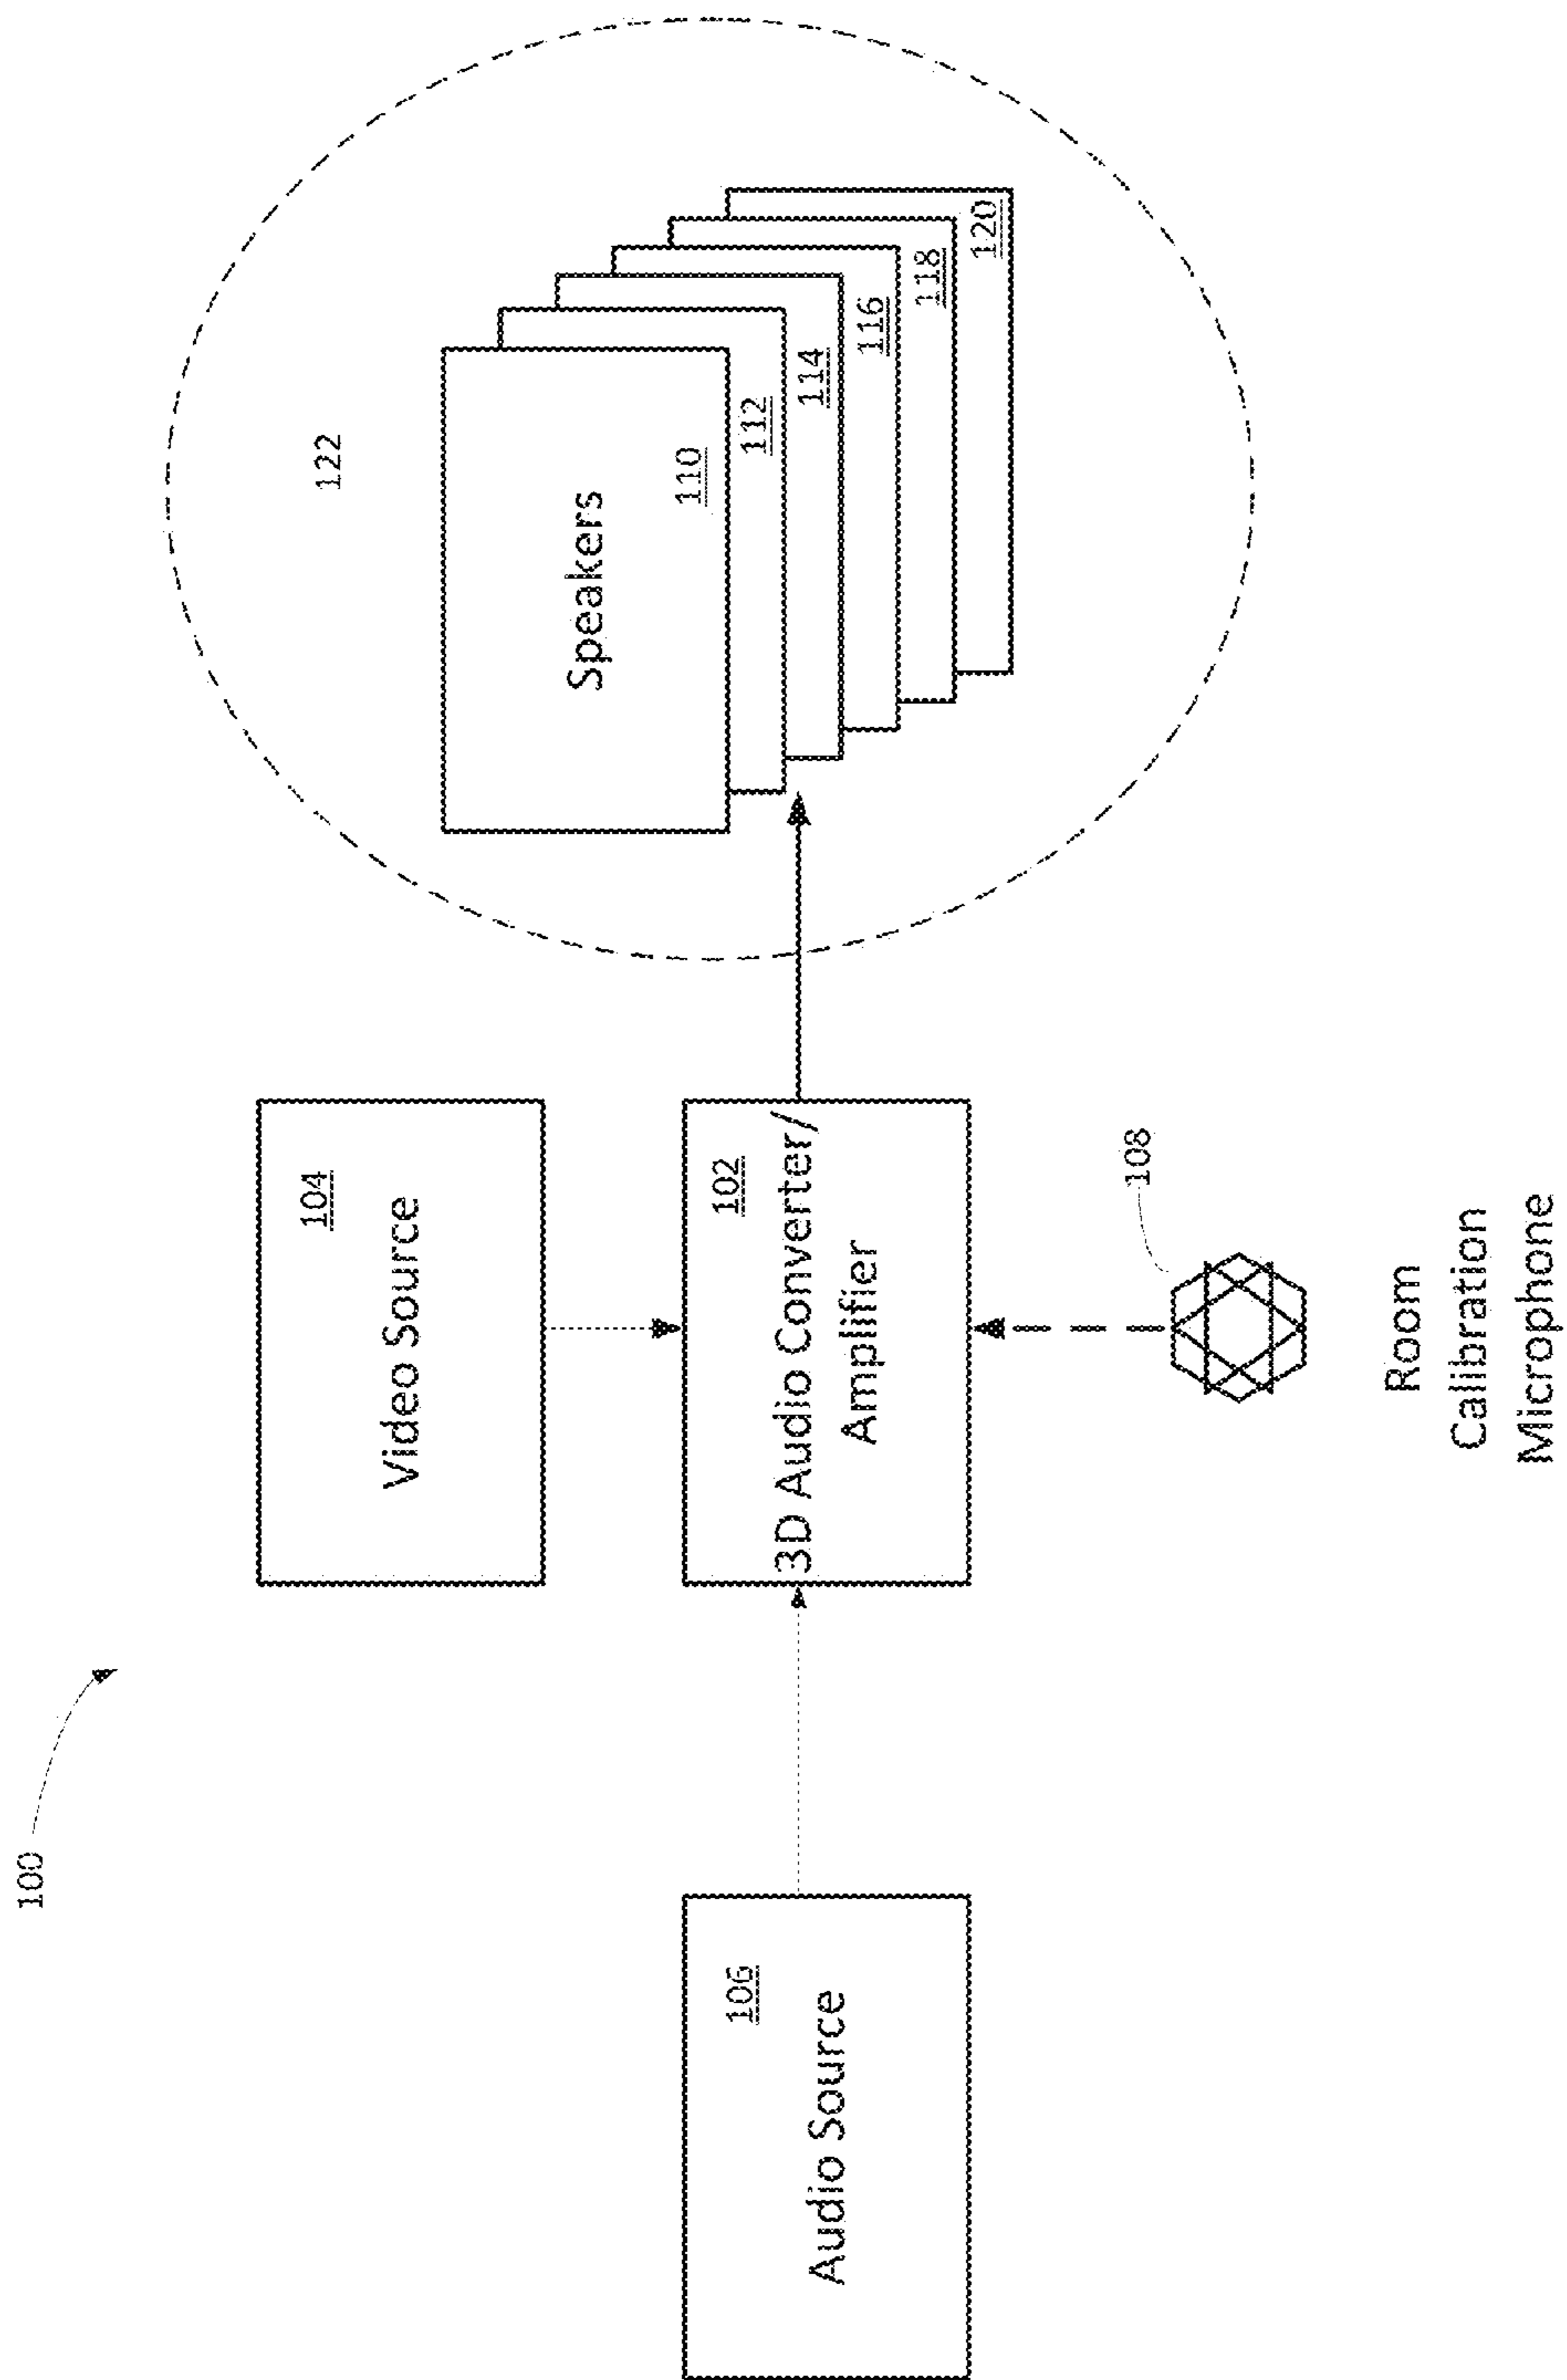 100
104
Video Source
122
Speakers
110
112
114
116
118
120
106
Audio Source
102
3D Audio Converter/
Amplifier
108
Room
Calibration
Microphone